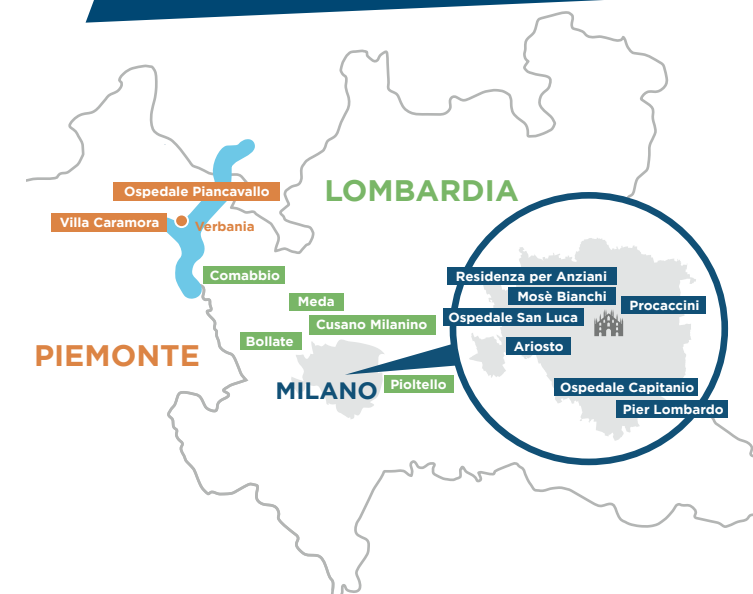 Ospedale Piancavallo
LOMBARDIA
Villa Caramora
Verbania
Comabbio
Residenza per Anziani
Mosè Bianchi
Procaccini
Meda
Ospedale San Luca
Cusano Milanino
Bollate
Ariosto
PIEMONTE
MILANO
Pioltello
Ospedale Capitanio
Pier Lombardo